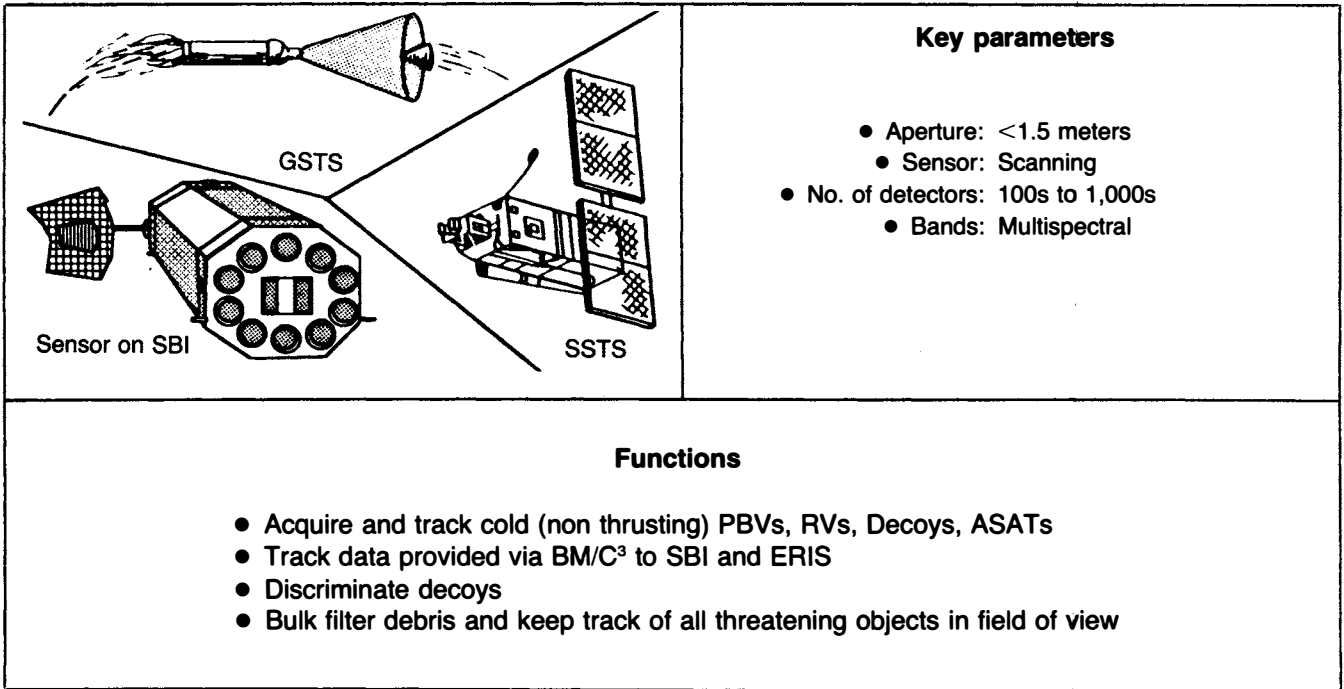 GSTS
Sensor on SBI
SSTS
Key parameters
● Aperture: <1.5 meters
● Sensor: Scanning
● No. of detectors: 100s to 1,000s
● Bands: Multispectral
Functions
● Acquire and track cold (non thrusting) PBVs, RVs, Decoys, ASATs
● Track data provided via BM/C³ to SBI and ERIS
● Discriminate decoys
● Bulk filter debris and keep track of all threatening objects in field of view